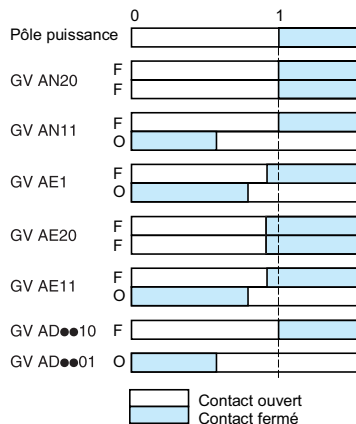 0 1
Pôle puissance
GV AN20 F
F
GV AN11 F
O
GV AE1 F
O
GV AE20 F
F
GV AE11 F
O
GV AD●●10 F
GV AD●●01 O
Contact ouvert
Contact fermé